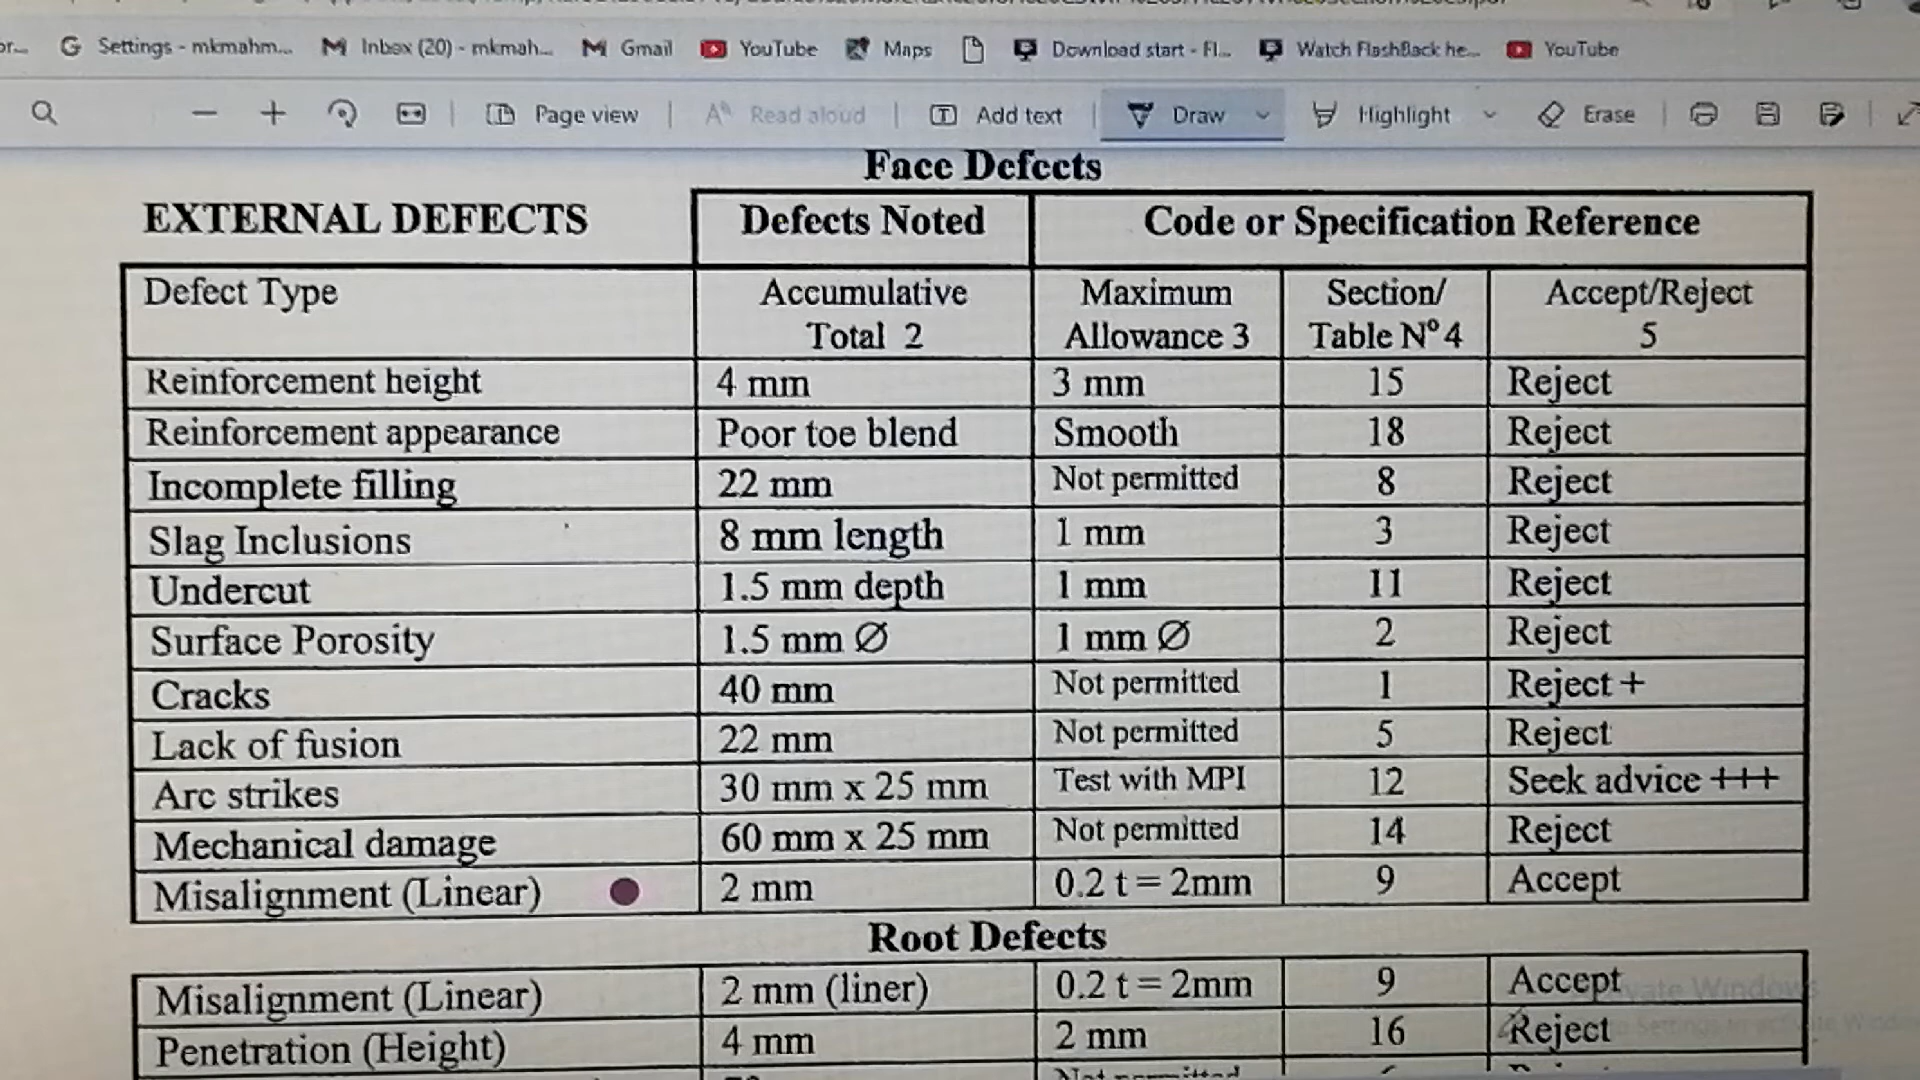 Settings - mkmahm...
Inbox (20) - mkmah...
Gmail
YouTube
Maps
Download start - Fl...
Watch FlashBack he...
YouTube
Page view
Read aloud
Add text
Draw
Highlight
Erase
Face Defects
EXTERNAL DEFECTS Defects Noted Code or Specification Reference
Defect Type Accumulative Total 2 Maximum Allowance 3 Section/ Table Nº 4 Accept/Reject 5
Reinforcement height 4 mm 3 mm 15 Reject
Reinforcement appearance Poor toe blend Smooth 18 Reject
Incomplete filling 22 mm Not permitted 8 Reject
Slag Inclusions 8 mm length 1 mm 3 Reject
Undercut 1.5 mm depth 1 mm 11 Reject
Surface Porosity 1.5 mm Ø 1 mm Ø 2 Reject
Cracks 40 mm Not permitted 1 Reject +
Lack of fusion 22 mm Not permitted 5 Reject
Arc strikes 30 mm x 25 mm Test with MPI 12 Seek advice +++
Mechanical damage 60 mm x 25 mm Not permitted 14 Reject
Misalignment (Linear) 2 mm 0.2 t = 2mm 9 Accept
Root Defects
Misalignment (Linear) 2 mm (liner) 0.2 t = 2mm 9 Accept
Penetration (Height) 4 mm 2 mm 16 Reject